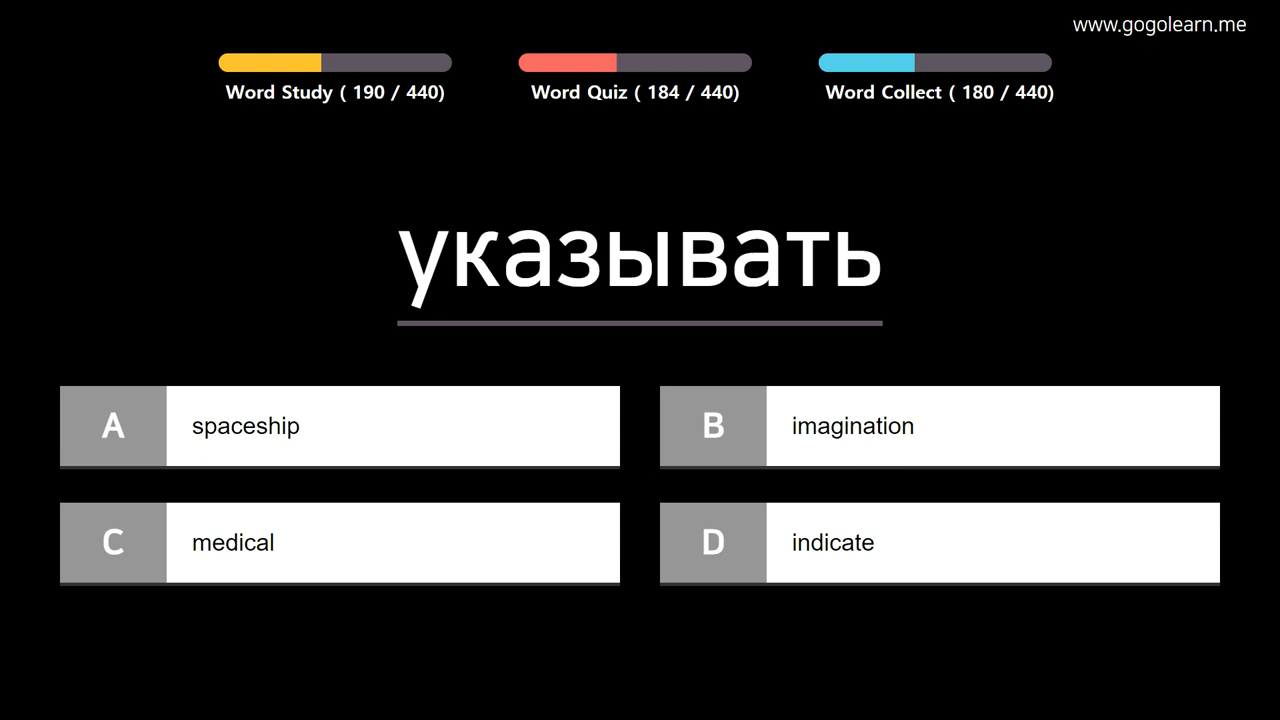 www.gogolearn.me
Word Study ( 190 / 440)
Word Quiz ( 184 / 440)
Word Collect ( 180 / 440)
указывать
A spaceship
B imagination
C medical
D indicate